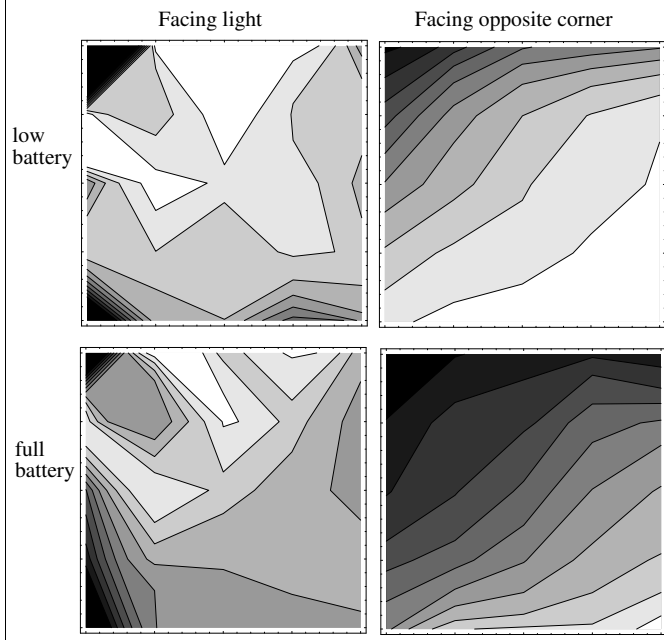 Facing light
Facing opposite corner
low
battery
full
battery